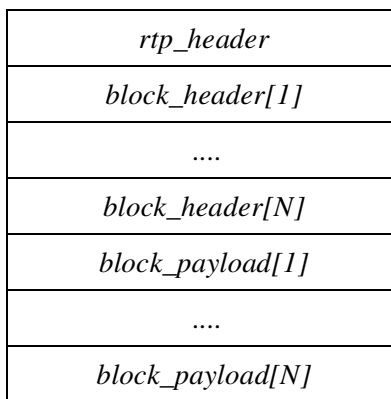 rtp_header
block_header[1]
....
block_header[N]
block_payload[1]
....
block_payload[N]